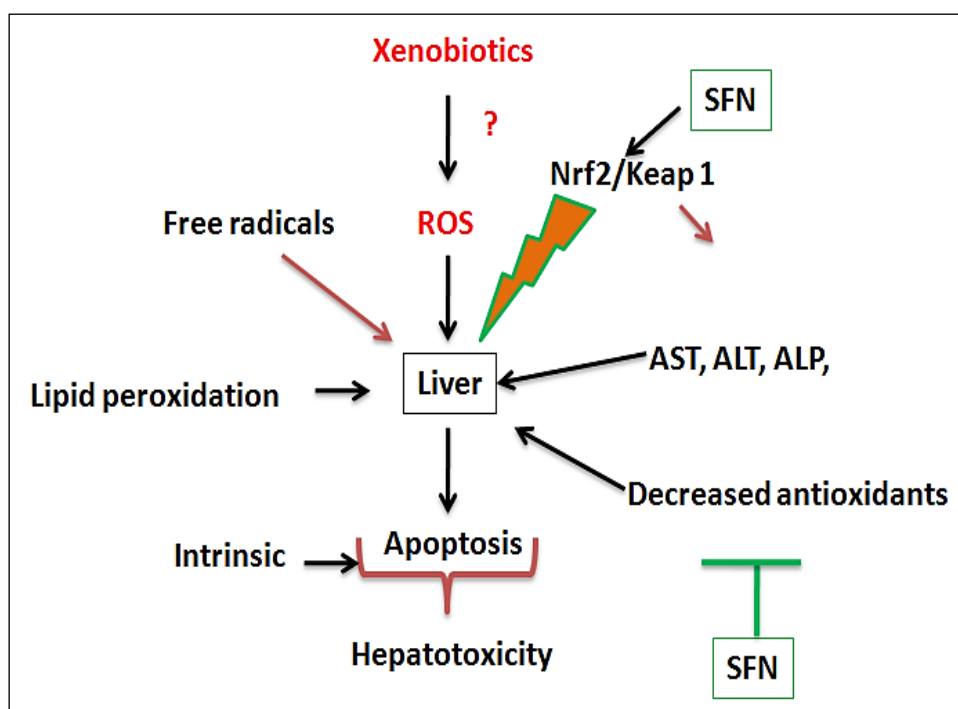 Xenobiotics
SFN
?
Nrf2/Keap 1
Free radicals
ROS
AST, ALT, ALP,
Liver
Lipid peroxidation
Decreased antioxidants
Apoptosis
Intrinsic
Hepatotoxicity
SFN